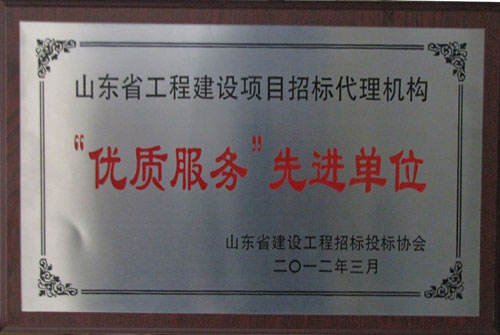 山东省工程建设项目招标代理机构
“优质服务”先进单位
山东省建设工程招标投标协会
二〇一二年三月